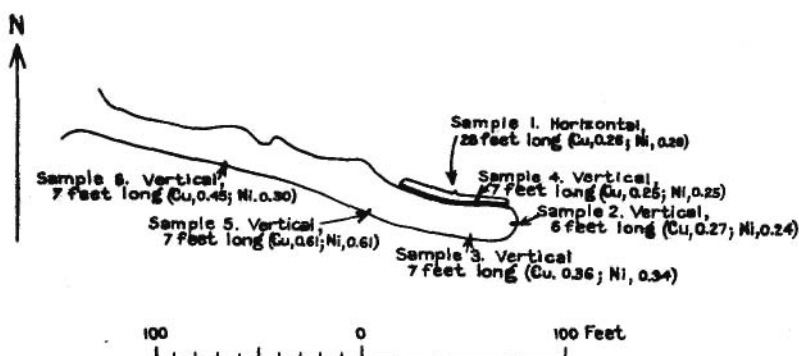 N
Sample 1. Horizontal,
28 feet long (Cu,0.26; Ni,0.29)
Sample 4. Vertical,
7 feet long (Cu,0.25; Ni,0.25)
Sample 2. Vertical,
6 feet long (Cu,0.27; Ni,0.24)
Sample 6. Vertical,
7 feet long (Cu,0.45; Ni.0.30)
Sample 5. Vertical,
7 feet long (Cu,0.61; Ni,0.61)
Sample 3. Vertical
7 feet long (Cu. 0.36; Ni, 0.34)
100 0 100 Feet